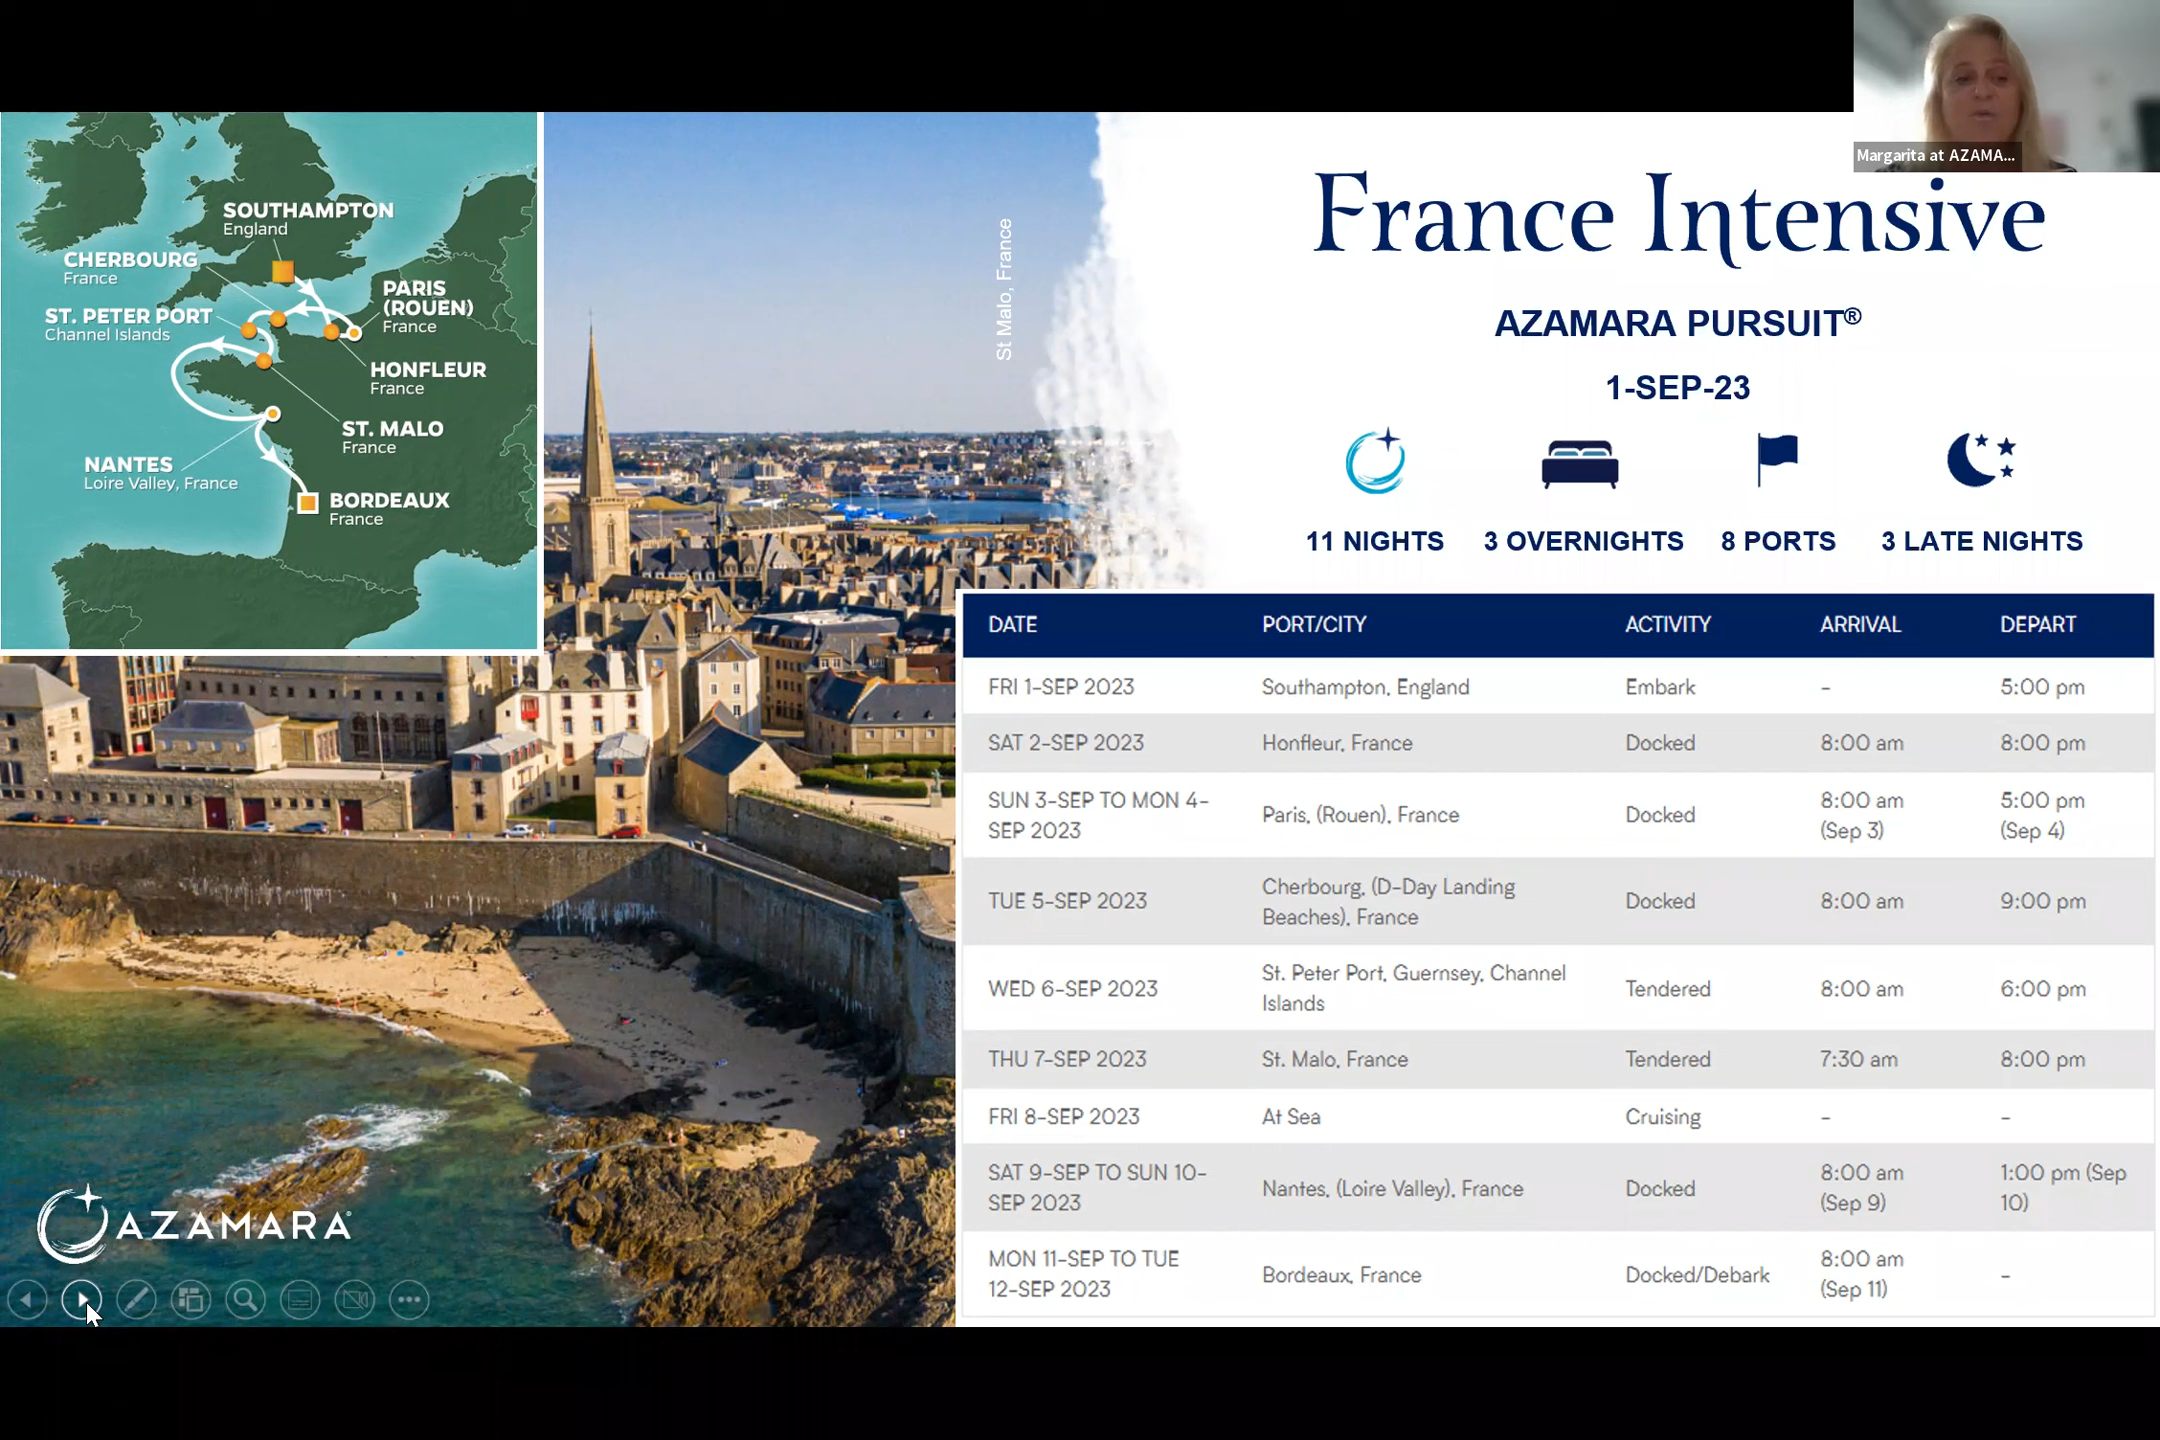 Margarita at AZAMA...
SOUTHAMPTON
England
CHERBOURG
France
PARIS
(ROUEN)
France
ST. PETER PORT
Channel Islands
HONFLEUR
France
ST. MALO
France
NANTES
Loire Valley, France
BORDEAUX
France
St Malo, France
France Intensive
AZAMARA PURSUIT®
1-SEP-23
11 NIGHTS 3 OVERNIGHTS 8 PORTS 3 LATE NIGHTS
DATE PORT/CITY ACTIVITY ARRIVAL DEPART
FRI 1-SEP 2023 Southampton, England Embark - 5:00 pm
SAT 2-SEP 2023 Honfleur, France Docked 8:00 am 8:00 pm
SUN 3-SEP TO MON 4-
SEP 2023
Paris, (Rouen), France
Docked
8:00 am
(Sep 3)
5:00 pm
(Sep 4)
TUE 5-SEP 2023
Cherbourg, (D-Day Landing
Beaches), France
Docked
8:00 am
9:00 pm
WED 6-SEP 2023
St. Peter Port, Guernsey, Channel
Islands
Tendered
8:00 am
6:00 pm
THU 7-SEP 2023 St. Malo, France Tendered 7:30 am 8:00 pm
FRI 8-SEP 2023 At Sea Cruising - -
SAT 9-SEP TO SUN 10-
SEP 2023
Nantes, (Loire Valley), France
Docked
8:00 am
(Sep 9)
1:00 pm (Sep
10)
MON 11-SEP TO TUE
12-SEP 2023
Bordeaux, France
Docked/Debark
8:00 am
(Sep 11)
-
AZAMARA®